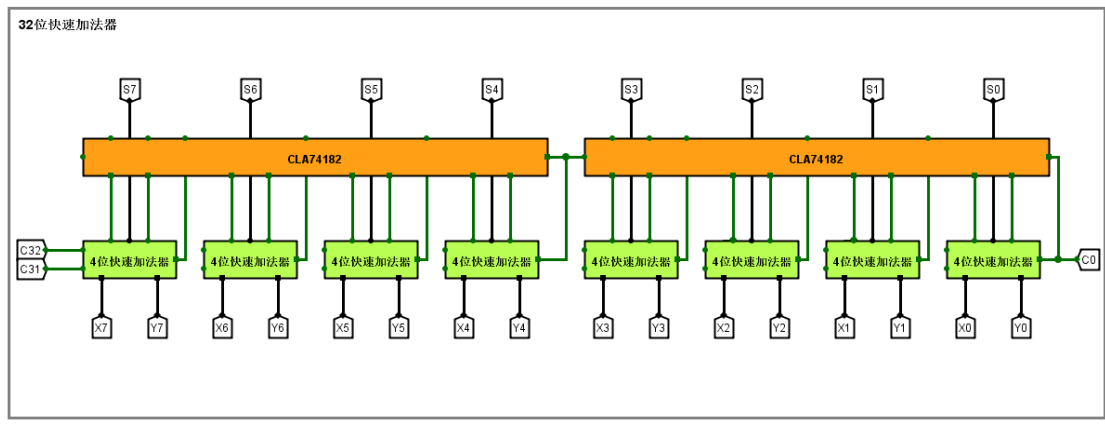 32位快速加法器
S7 S6 S5 S4 S3 S2 S1 S0
CLA74182 CLA74182
C32
C31
4位快速加法器 4位快速加法器 4位快速加法器 4位快速加法器 4位快速加法器 4位快速加法器 4位快速加法器 4位快速加法器
C0
X7 Y7 X6 Y6 X5 Y5 X4 Y4 X3 Y3 X2 Y2 X1 Y1 X0 Y0